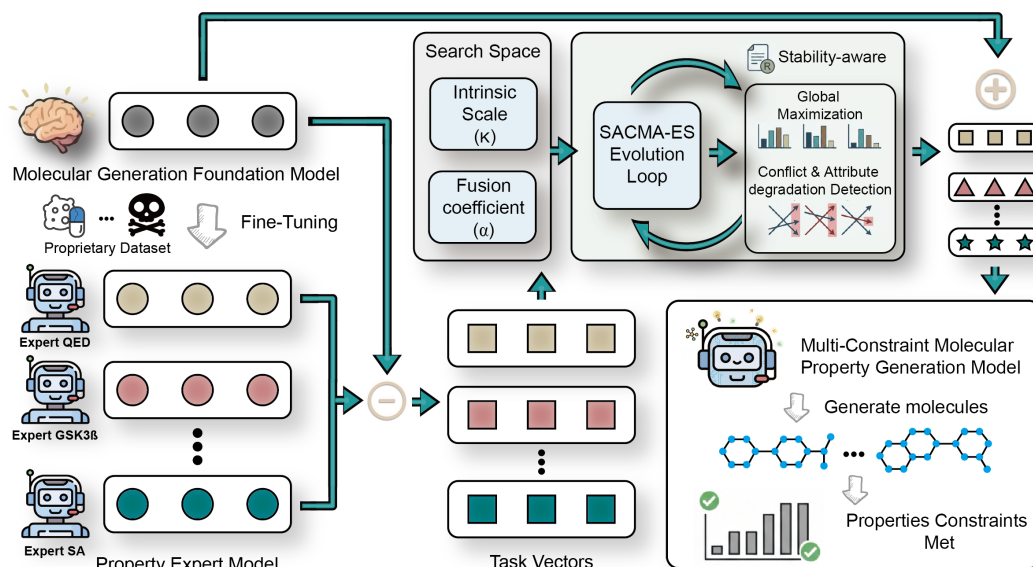 Search Space
Intrinsic
Scale
(κ)
Fusion
coefficient
(α)
SACMA-ES
Evolution
Loop
R
Stability-aware
Global
Maximization
Conflict & Attribute
degradation Detection
Molecular Generation Foundation Model
Proprietary Dataset
Fine-Tuning
Expert QED
Expert GSK3ß
Expert SA
Property Expert Model
Task Vectors
Multi-Constraint Molecular
Property Generation Model
Generate molecules
Properties Constraints
Met